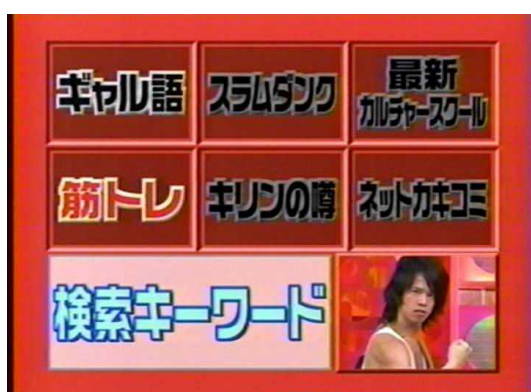 ギャル語
スラムダンク
最新
カルチャースクール
筋トレ
キリンの噂
ネットカキコミ
検索キーワード